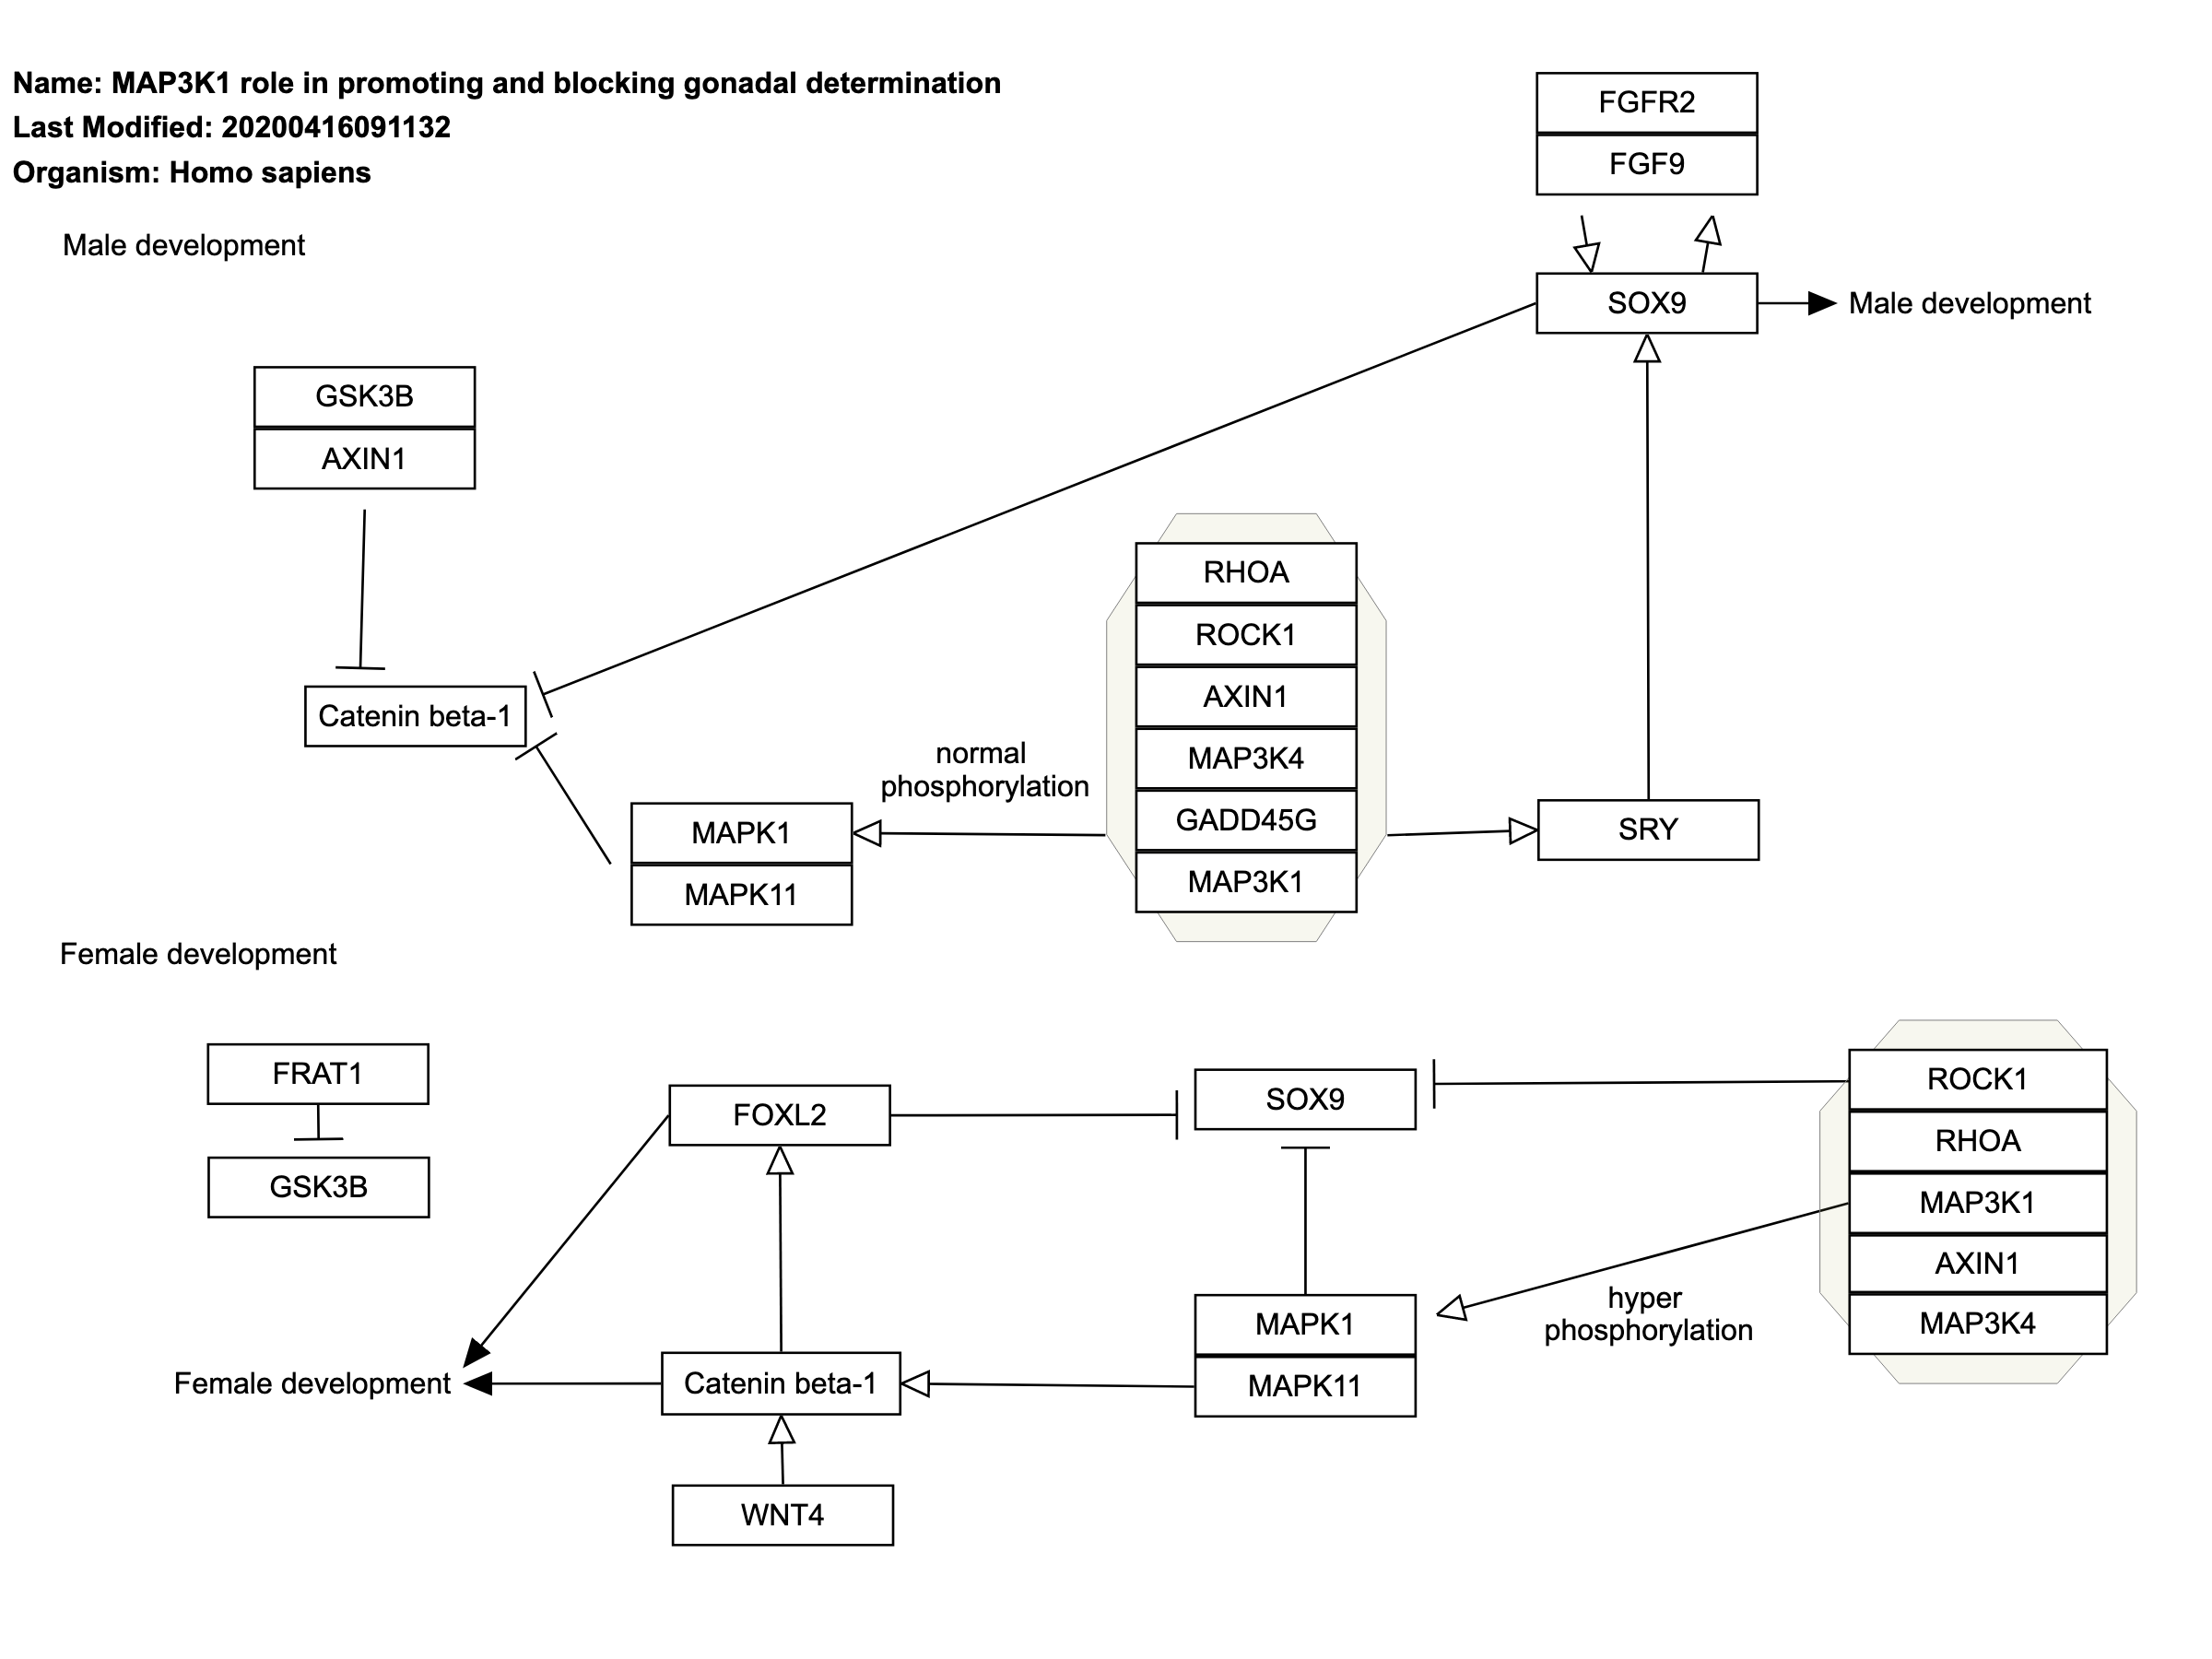 Name: MAP3K1 role in promoting and blocking gonadal determination
Last Modified: 20200416091132
Organism: Homo sapiens
Male development
FGFR2
FGF9
SOX9
Male development
GSK3B
AXIN1
Catenin beta-1
RHOA
ROCK1
AXIN1
MAP3K4
GADD45G
MAP3K1
normal
phosphorylation
MAPK1
MAPK11
SRY
Female development
FRAT1
GSK3B
FOXL2
SOX9
ROCK1
RHOA
MAP3K1
AXIN1
MAP3K4
hyper
phosphorylation
MAPK1
MAPK11
Female development
Catenin beta-1
WNT4